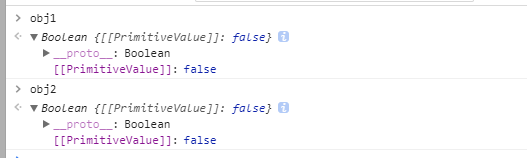 > obj1
<· ▼ Boolean {[[PrimitiveValue]]: false} i
▶ __proto__: Boolean
[[PrimitiveValue]]: false
> obj2
<· ▼ Boolean {[[PrimitiveValue]]: false} i
▶ __proto__: Boolean
[[PrimitiveValue]]: false